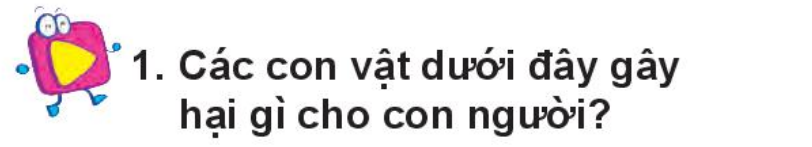 1. Các con vật dưới đây gây
hại gì cho con người?